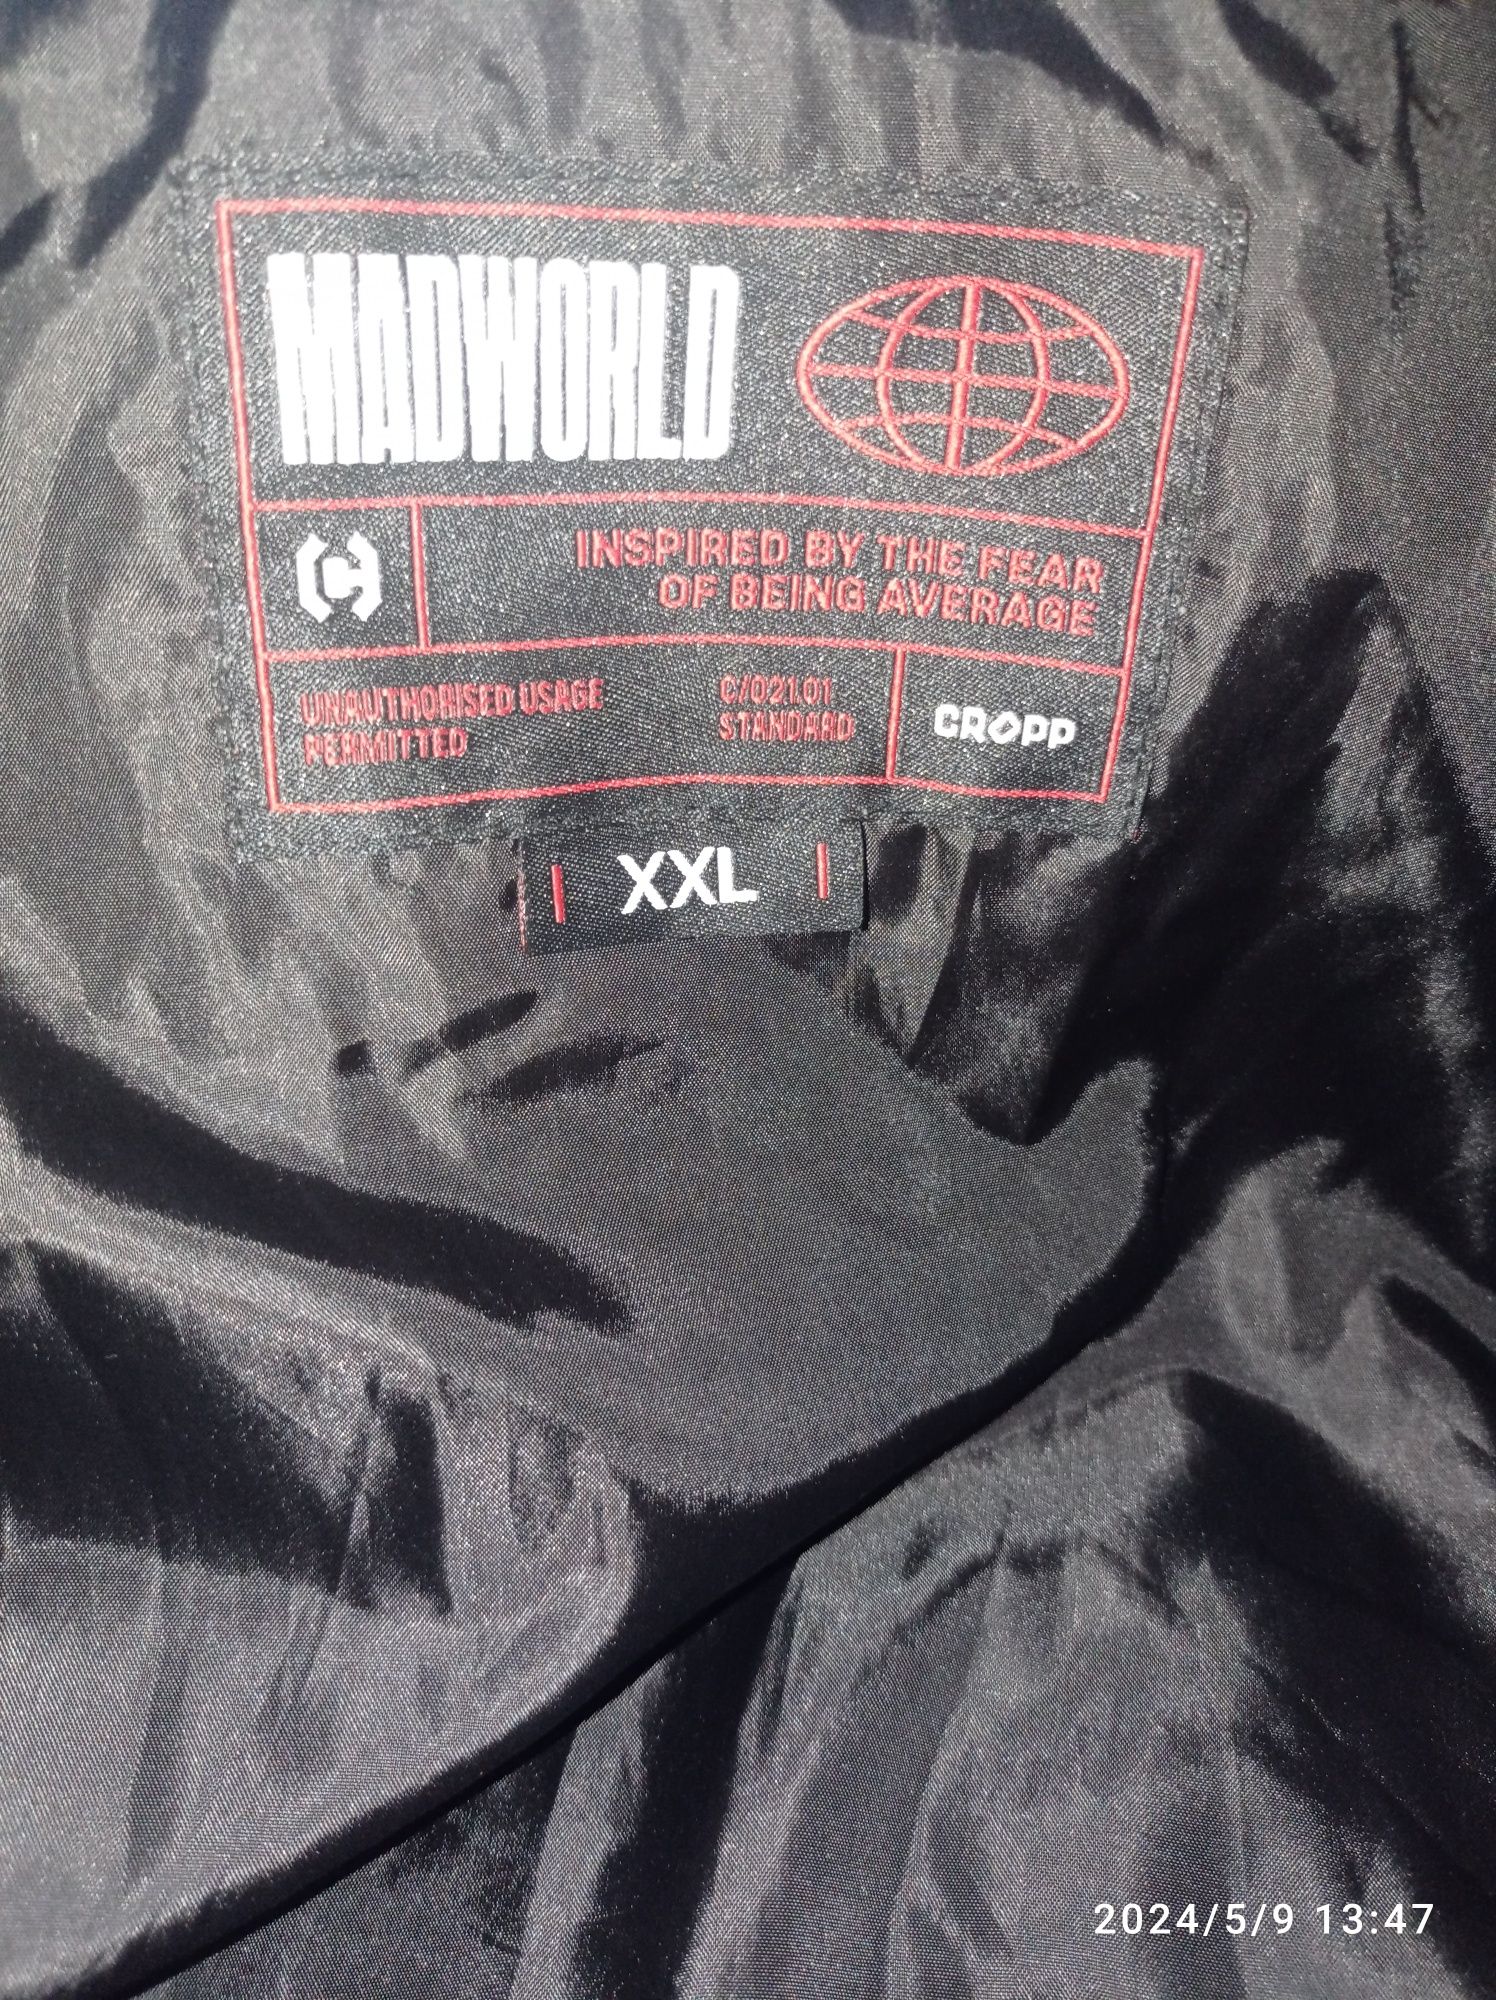 MADWORLD
INSPIRED BY THE FEAR
OF BEING AVERAGE
UNAUTHORISED USAGE
PERMITTED
C/021.01
STANDARD
CROPP
XXL
2024/5/9 13:47